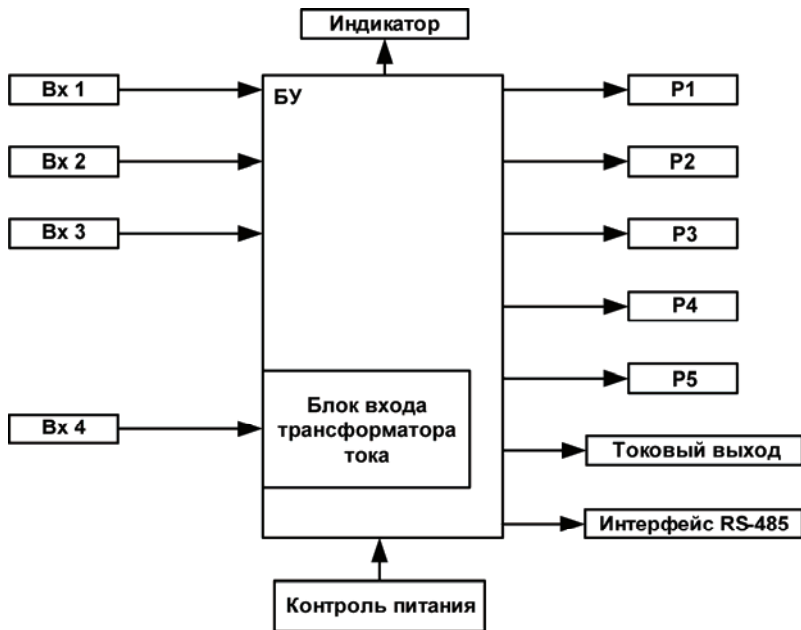 Индикатор
Вх 1
БУ
Р1
Вх 2
Р2
Вх 3
Р3
Р4
Р5
Блок входа
трансформатора
тока
Вх 4
Токовый выход
Интерфейс RS-485
Контроль питания